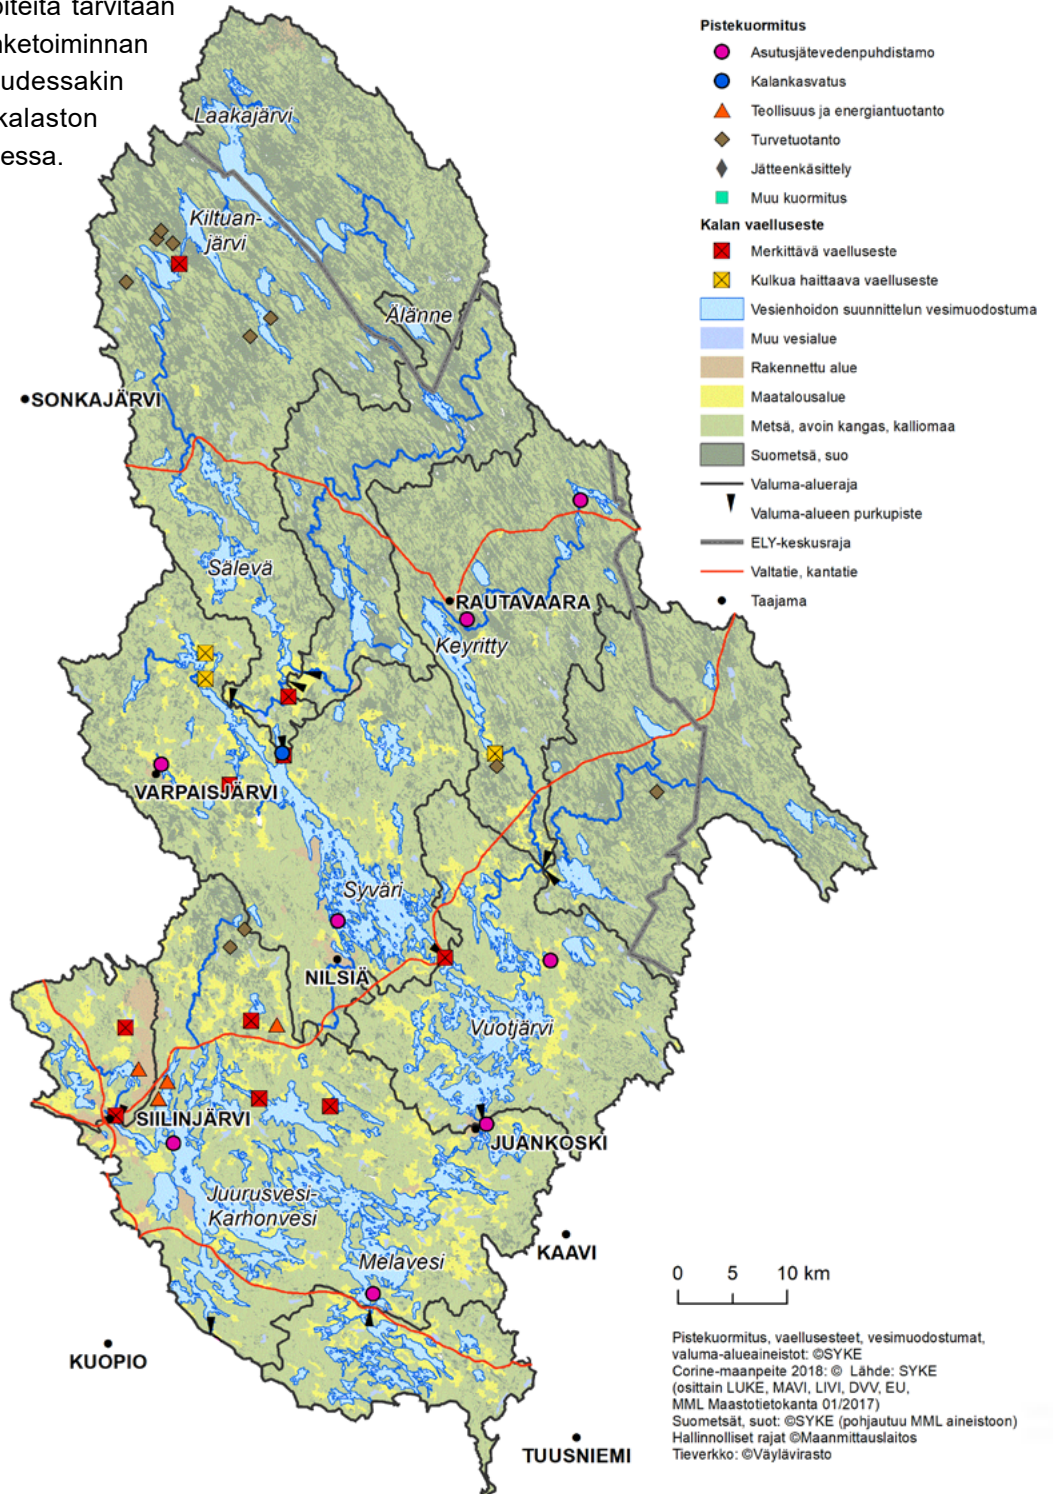 oiteita tarvitaan
nketoiminnan
udessakin
kalaston
essa.
Pistekuormitus
Asutusjätevedenpuhdistamo
Kalankasvatus
Teollisuus ja energiantuotanto
Turvetuotanto
Jätteenkäsittely
Muu kuormitus
Kalan vaelluseste
Merkittävä vaelluseste
Kulkua haittaava vaelluseste
Vesienhoidon suunnittelun vesimuodostuma
Muu vesialue
Rakennettu alue
Maatalousalue
Metsä, avoin kangas, kalliomaa
Suometsä, suo
Valuma-alueraja
Valuma-alueen purkupiste
ELY-keskusraja
Valtatie, kantatie
Taajama
Laakajärvi
Kiltuan-
järvi
Älänne
SONKAJÄRVI
Sälevä
RAUTAVAARA
Keyritty
VARPAISJÄRVI
Syväri
NILSIÄ
Vuotjärvi
SIILINJÄRVI
JUANKOSKI
Juurusvesi-
Karhonvesi
KAAVI
Melavesi
KUOPIO
TUUSNIEMI
0 5 10 km
Pistekuormitus, vaellusesteet, vesimuodostumat,
valuma-alueaineistot: ©SYKE
Corine-maanpeite 2018: © Lähde: SYKE
(osittain LUKE, MAVI, LIVI, DVV, EU,
MML Maastotietokanta 01/2017)
Suometsät, suot: ©SYKE (pohjautuu MML aineistoon)
Hallinnolliset rajat ©Maanmittauslaitos
Tieverkko: ©Väylävirasto